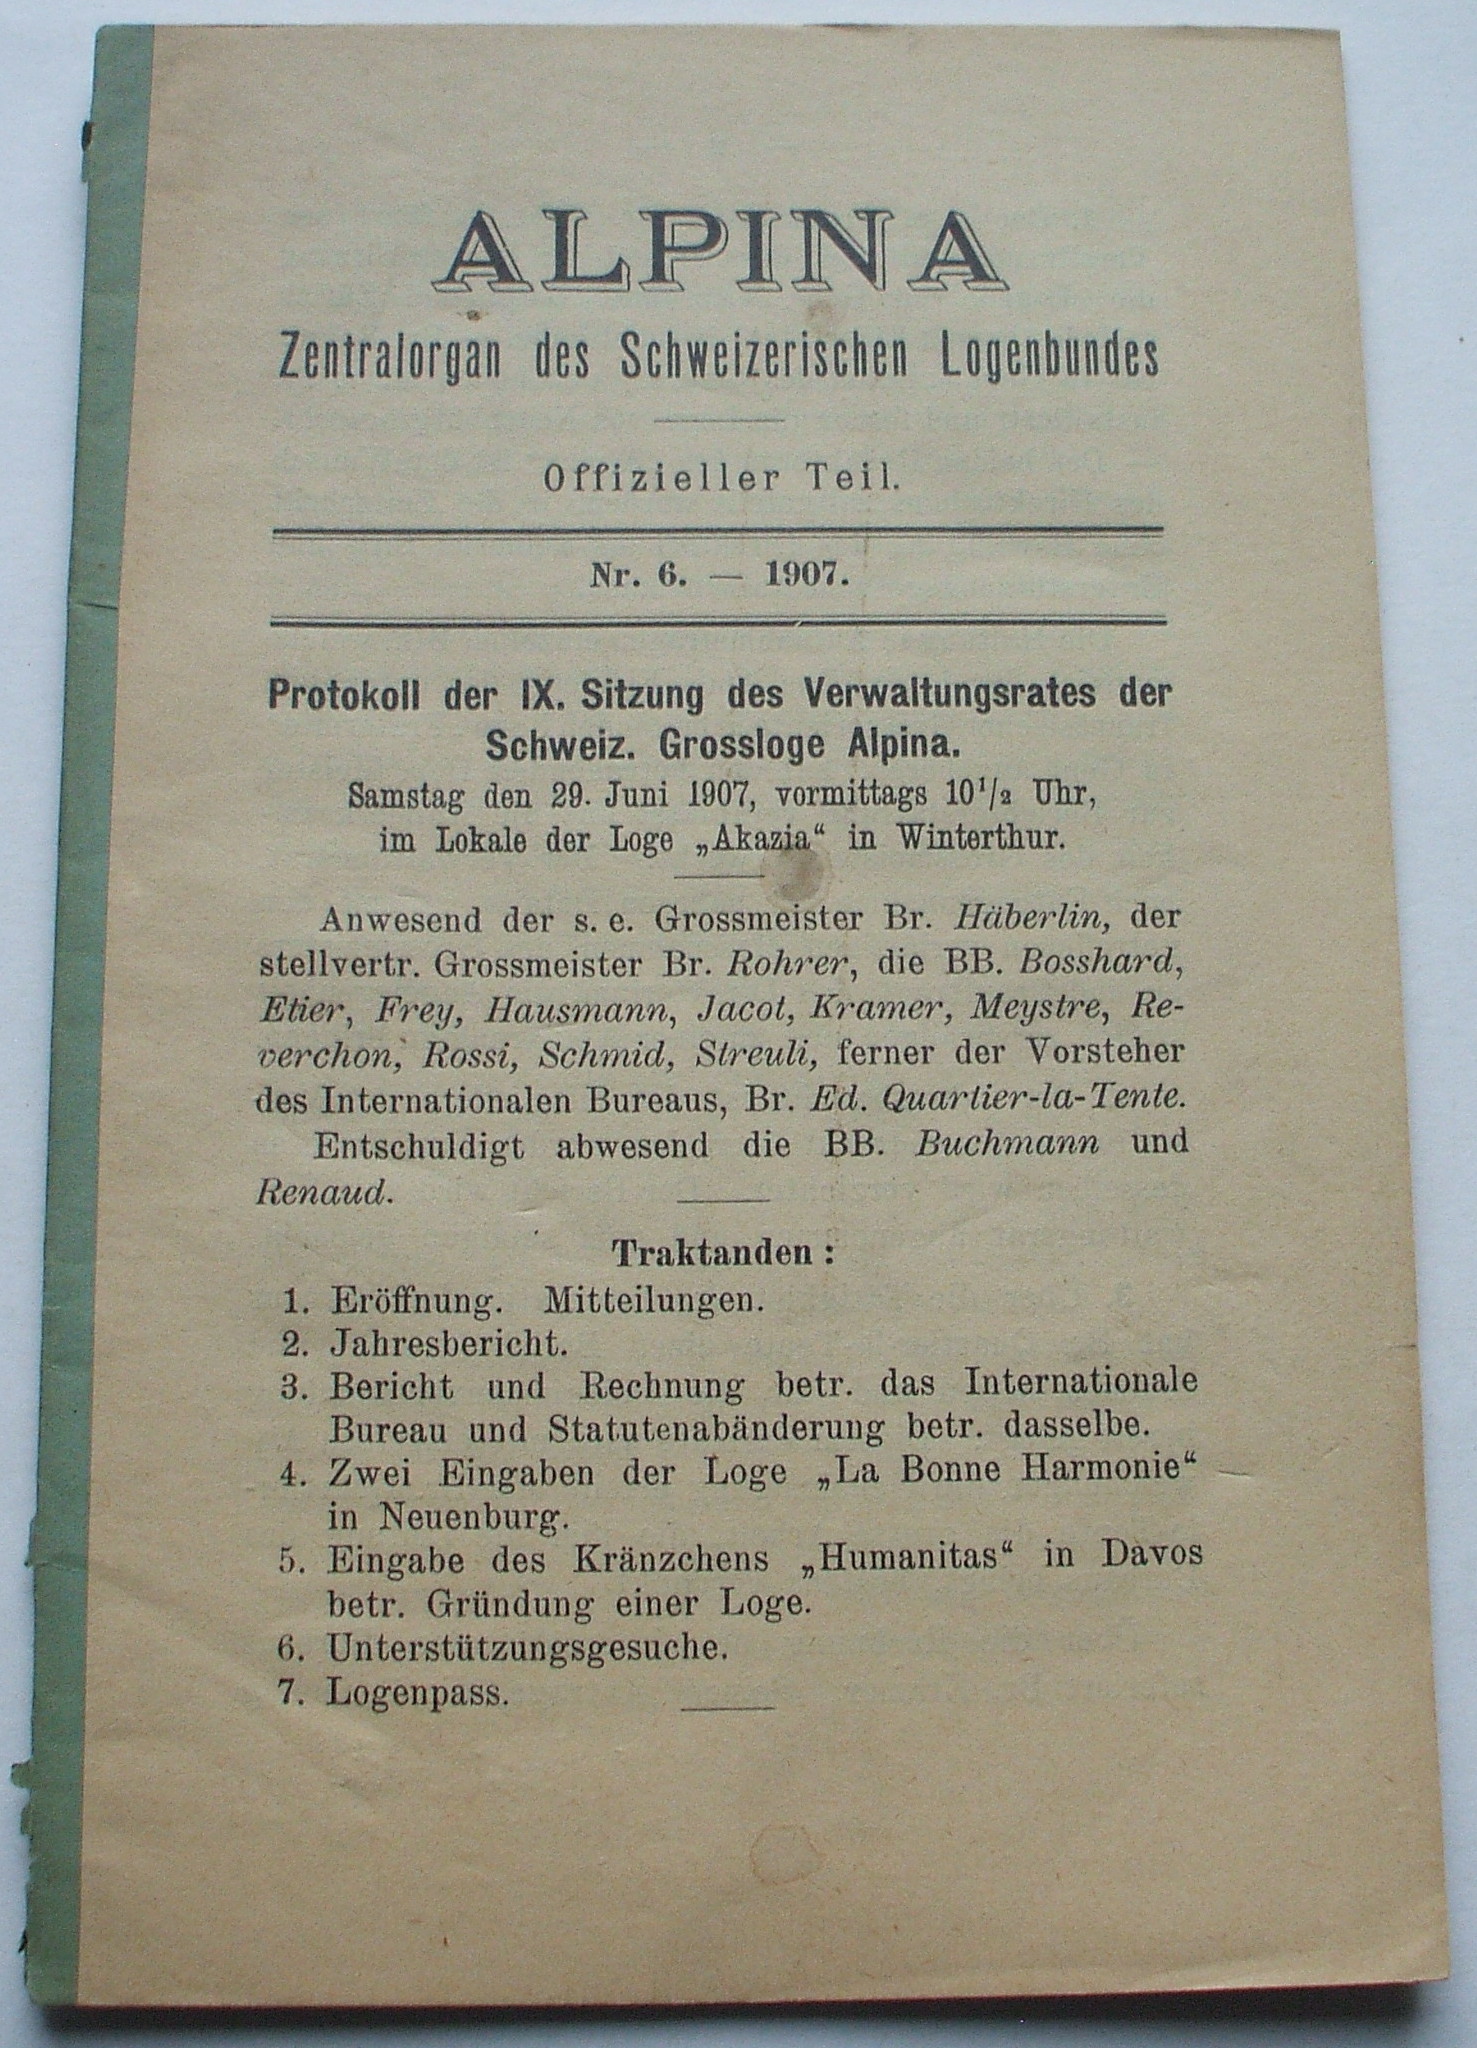 ALPINA
Zentralorgan des Schweizerischen Logenbundes
Offizieller Teil.
Nr. 6. — 1907.
Protokoll der IX. Sitzung des Verwaltungsrates der
Schweiz. Grossloge Alpina.
Samstag den 29. Juni 1907, vormittags 10¹/₂ Uhr,
im Lokale der Loge „Akazia“ in Winterthur.
Anwesend der s. e. Grossmeister Br. Häberlin, der
stellvertr. Grossmeister Br. Rohrer, die BB. Bosshard,
Etier, Frey, Hausmann, Jacot, Kramer, Meystre, Re-
verchon, Rossi, Schmid, Streuli, ferner der Vorsteher
des Internationalen Bureaus, Br. Ed. Quartier-la-Tente.
Entschuldigt abwesend die BB. Buchmann und
Renaud.
Traktanden :
1. Eröffnung. Mitteilungen.
2. Jahresbericht.
3. Bericht und Rechnung betr. das Internationale
Bureau und Statutenabänderung betr. dasselbe.
4. Zwei Eingaben der Loge „La Bonne Harmonie“
in Neuenburg.
5. Eingabe des Kränzchens „Humanitas“ in Davos
betr. Gründung einer Loge.
6. Unterstützungsgesuche.
7. Logenpass.